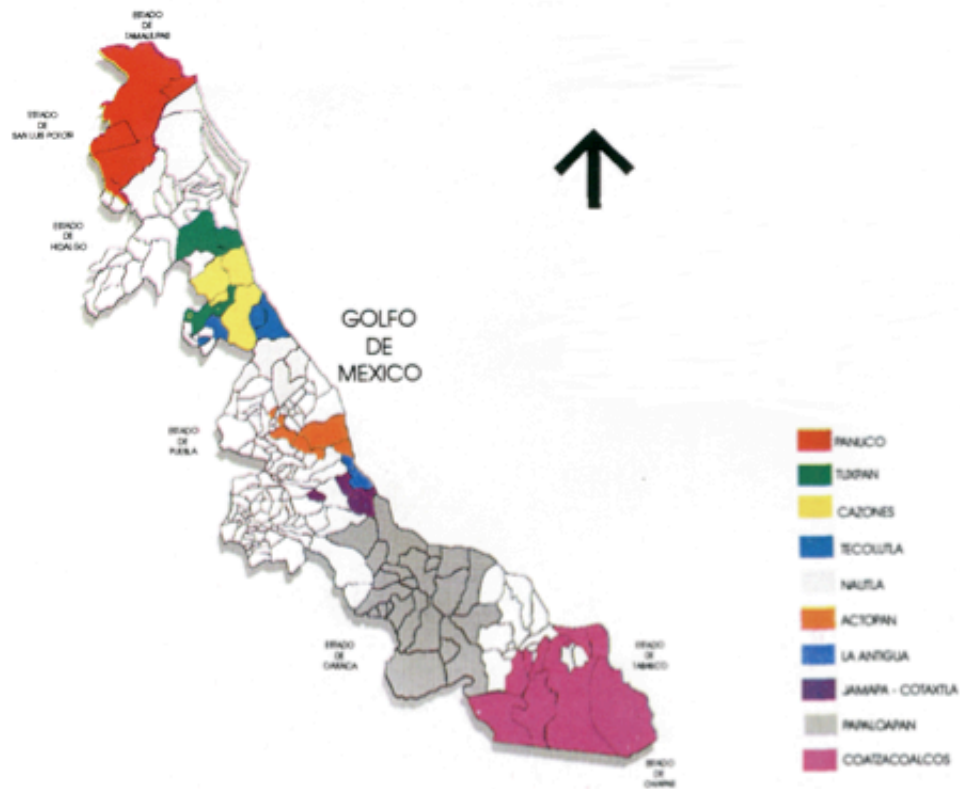 ESTADO
DE
TAMAULIPAS
ESTADO
DE
SAN LUIS POTOSI
ESTADO
DE
HIDALGO
GOLFO
DE
MEXICO
ESTADO
DE
PUEBLA
ESTADO
DE
OAXACA
ESTADO
DE
TABASCO
ESTADO
DE
CHIAPAS
PANUCO
TUXPAN
CAZONES
TECOLUTLA
NAUTLA
ACTOPAN
LA ANTIGUA
JAMAPA - COTAXTLA
PAPALOAPAN
COATZACOALCOS